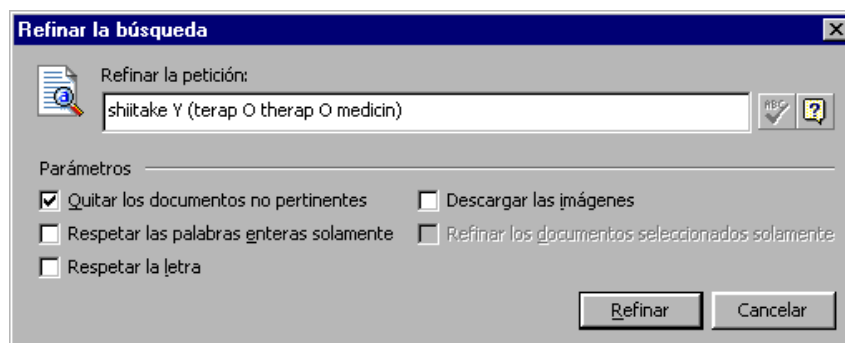 Refinar la búsqueda
Refinar la petición:
shiitake Y (terap O therap O medicin)
ABC
Parámetros
Quitar los documentos no pertinentes
Descargar las imágenes
Respetar las palabras enteras solamente
Refinar los documentos seleccionados solamente
Respetar la letra
Refinar
Cancelar